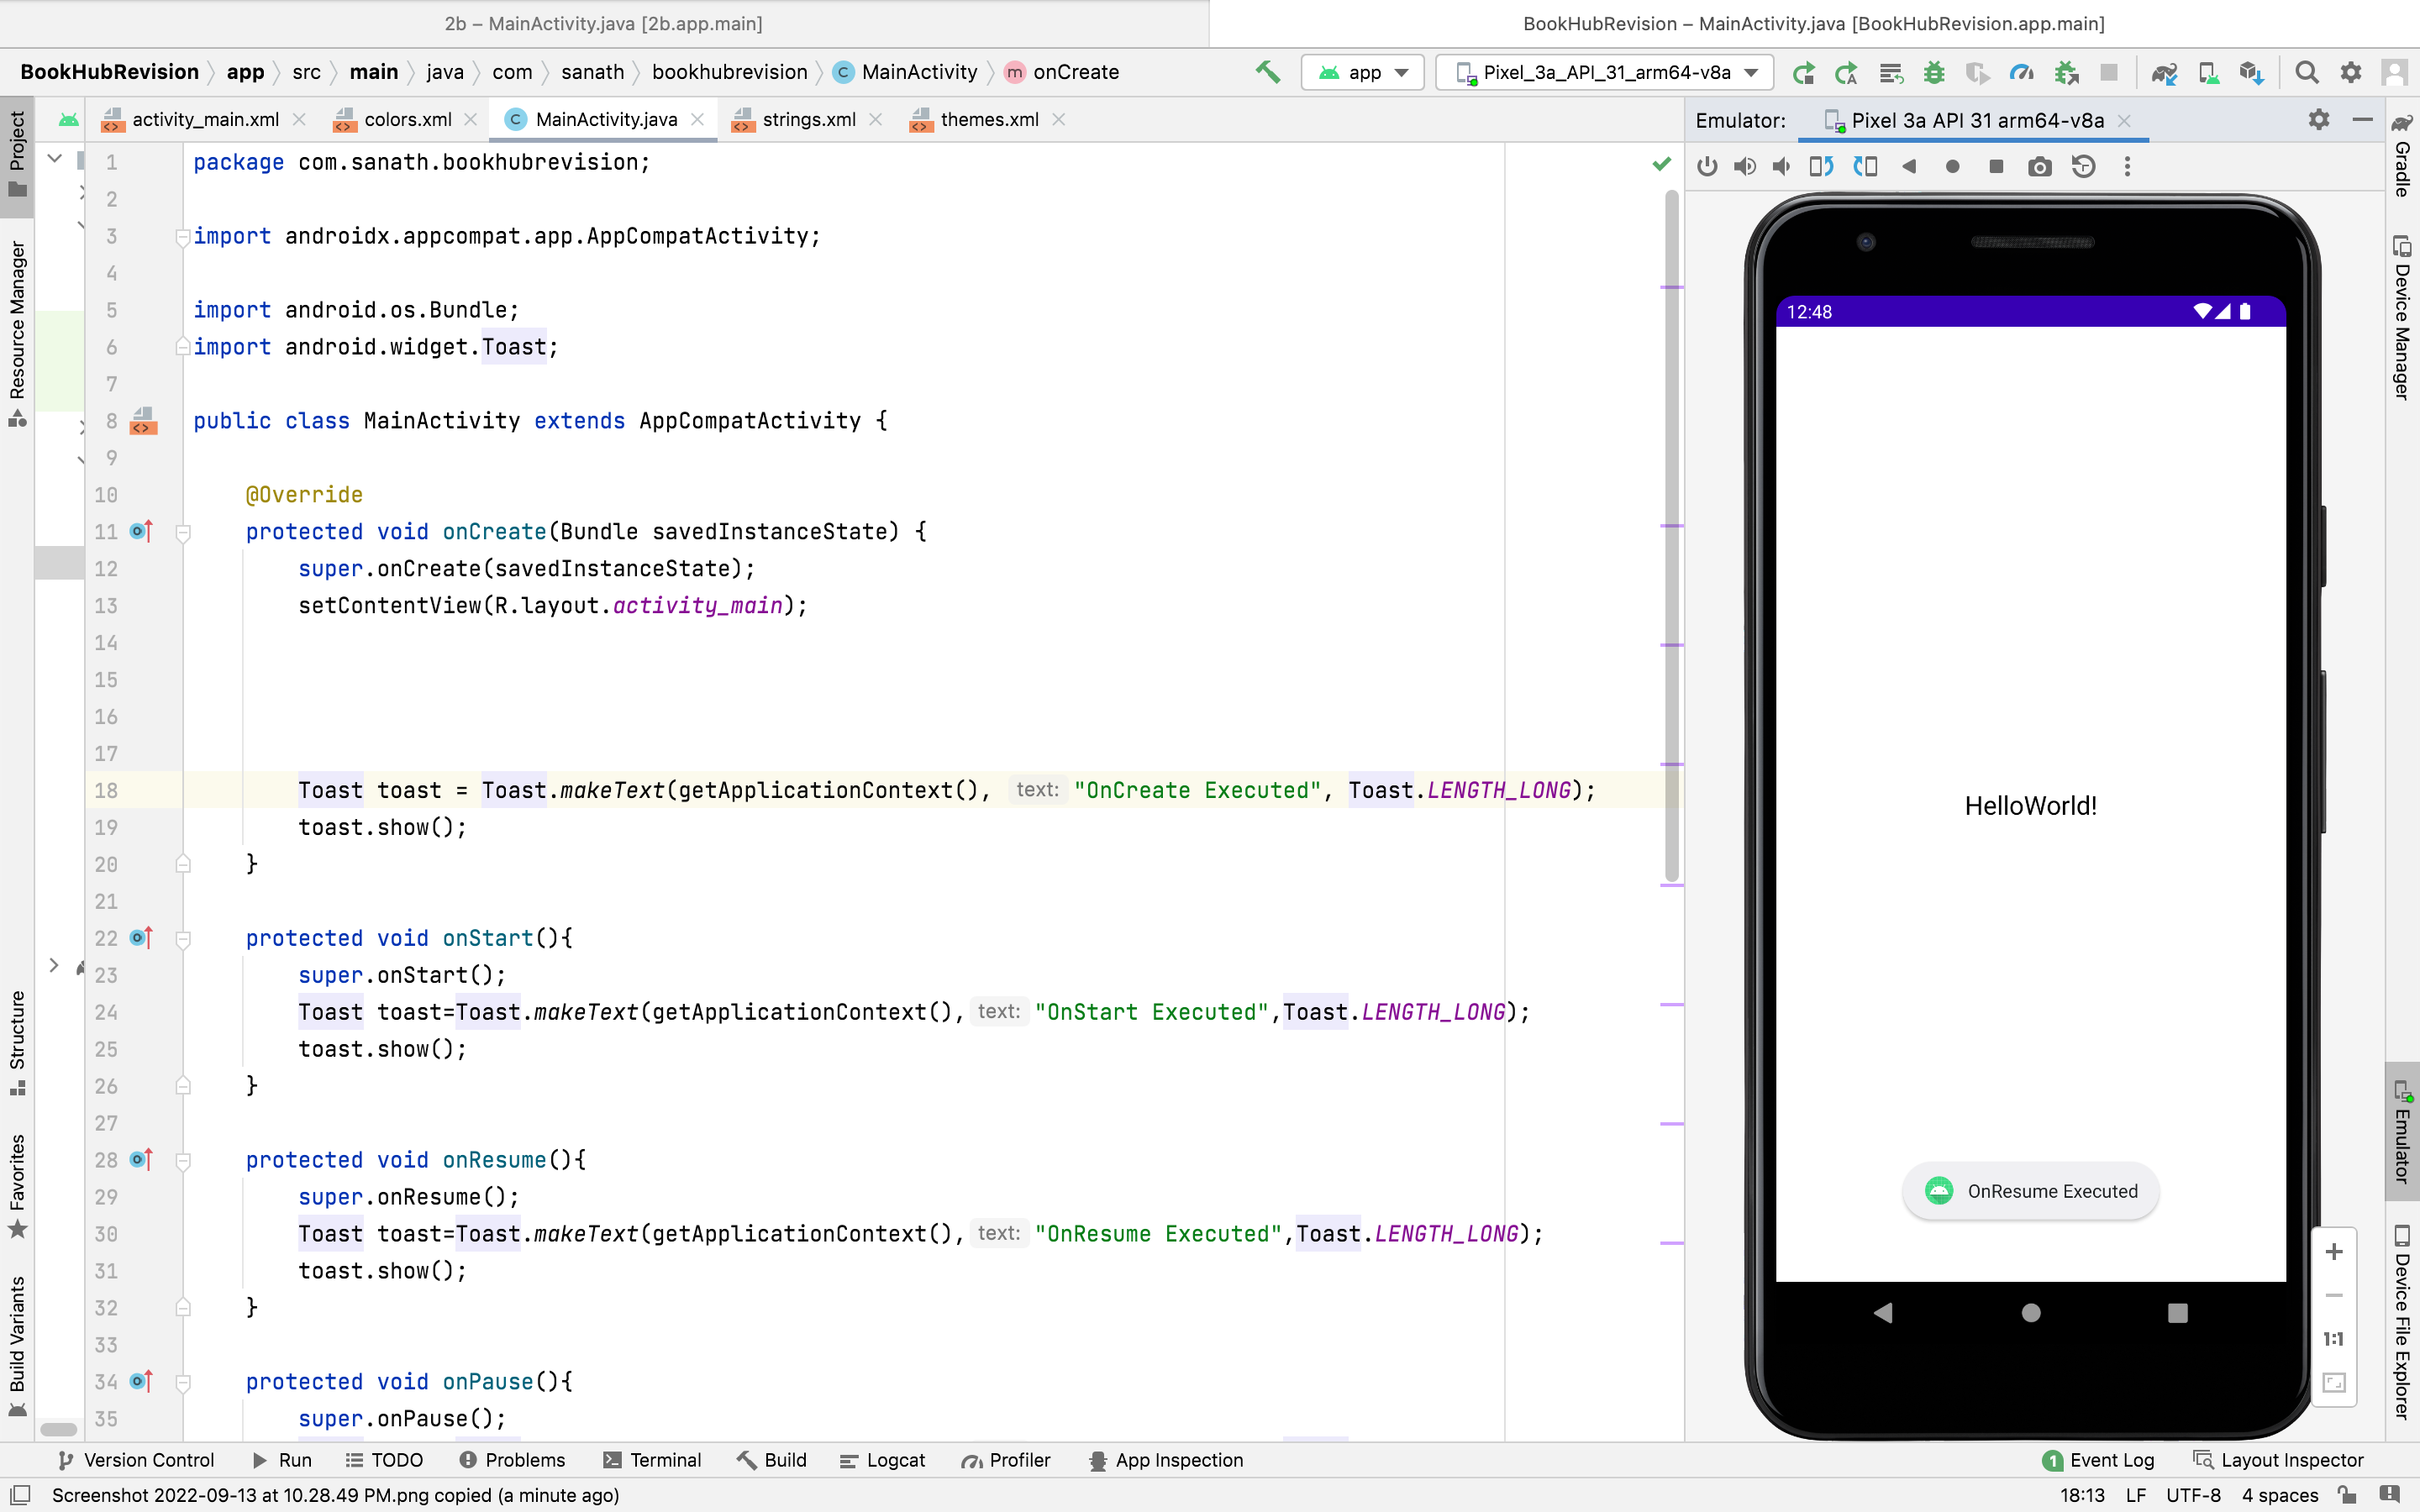 2b – MainActivity.java [2b.app.main]
BookHubRevision – MainActivity.java [BookHubRevision.app.main]
BookHubRevision app src main java com sanath bookhubrevision C MainActivity m onCreate
app
Pixel_3a_API_31_arm64-v8a
activity_main.xml
colors.xml
C MainActivity.java
strings.xml
themes.xml
Emulator: Pixel 3a API 31 arm64-v8a
Project
Resource Manager
Structure
Favorites
Build Variants
1 package com.sanath.bookhubrevision;
2
3 import androidx.appcompat.app.AppCompatActivity;
4
5 import android.os.Bundle;
6 import android.widget.Toast;
7
8 public class MainActivity extends AppCompatActivity {
9
10 @Override
11 protected void onCreate(Bundle savedInstanceState) {
12 super.onCreate(savedInstanceState);
13 setContentView(R.layout.activity_main);
14
15
16
17
18 Toast toast = Toast.makeText(getApplicationContext(), text: "OnCreate Executed", Toast.LENGTH_LONG);
19 toast.show();
20 }
21
22 protected void onStart(){
23 super.onStart();
24 Toast toast=Toast.makeText(getApplicationContext(), text: "OnStart Executed",Toast.LENGTH_LONG);
25 toast.show();
26 }
27
28 protected void onResume(){
29 super.onResume();
30 Toast toast=Toast.makeText(getApplicationContext(), text: "OnResume Executed",Toast.LENGTH_LONG);
31 toast.show();
32 }
33
34 protected void onPause(){
35 super.onPause();
12:48
HelloWorld!
OnResume Executed
1:1
Gradle
Device Manager
Emulator
Device File Explorer
Version Control
Run
TODO
Problems
Terminal
Build
Logcat
Profiler
App Inspection
1 Event Log
Layout Inspector
Screenshot 2022-09-13 at 10.28.49 PM.png copied (a minute ago)
18:13 LF UTF-8 4 spaces